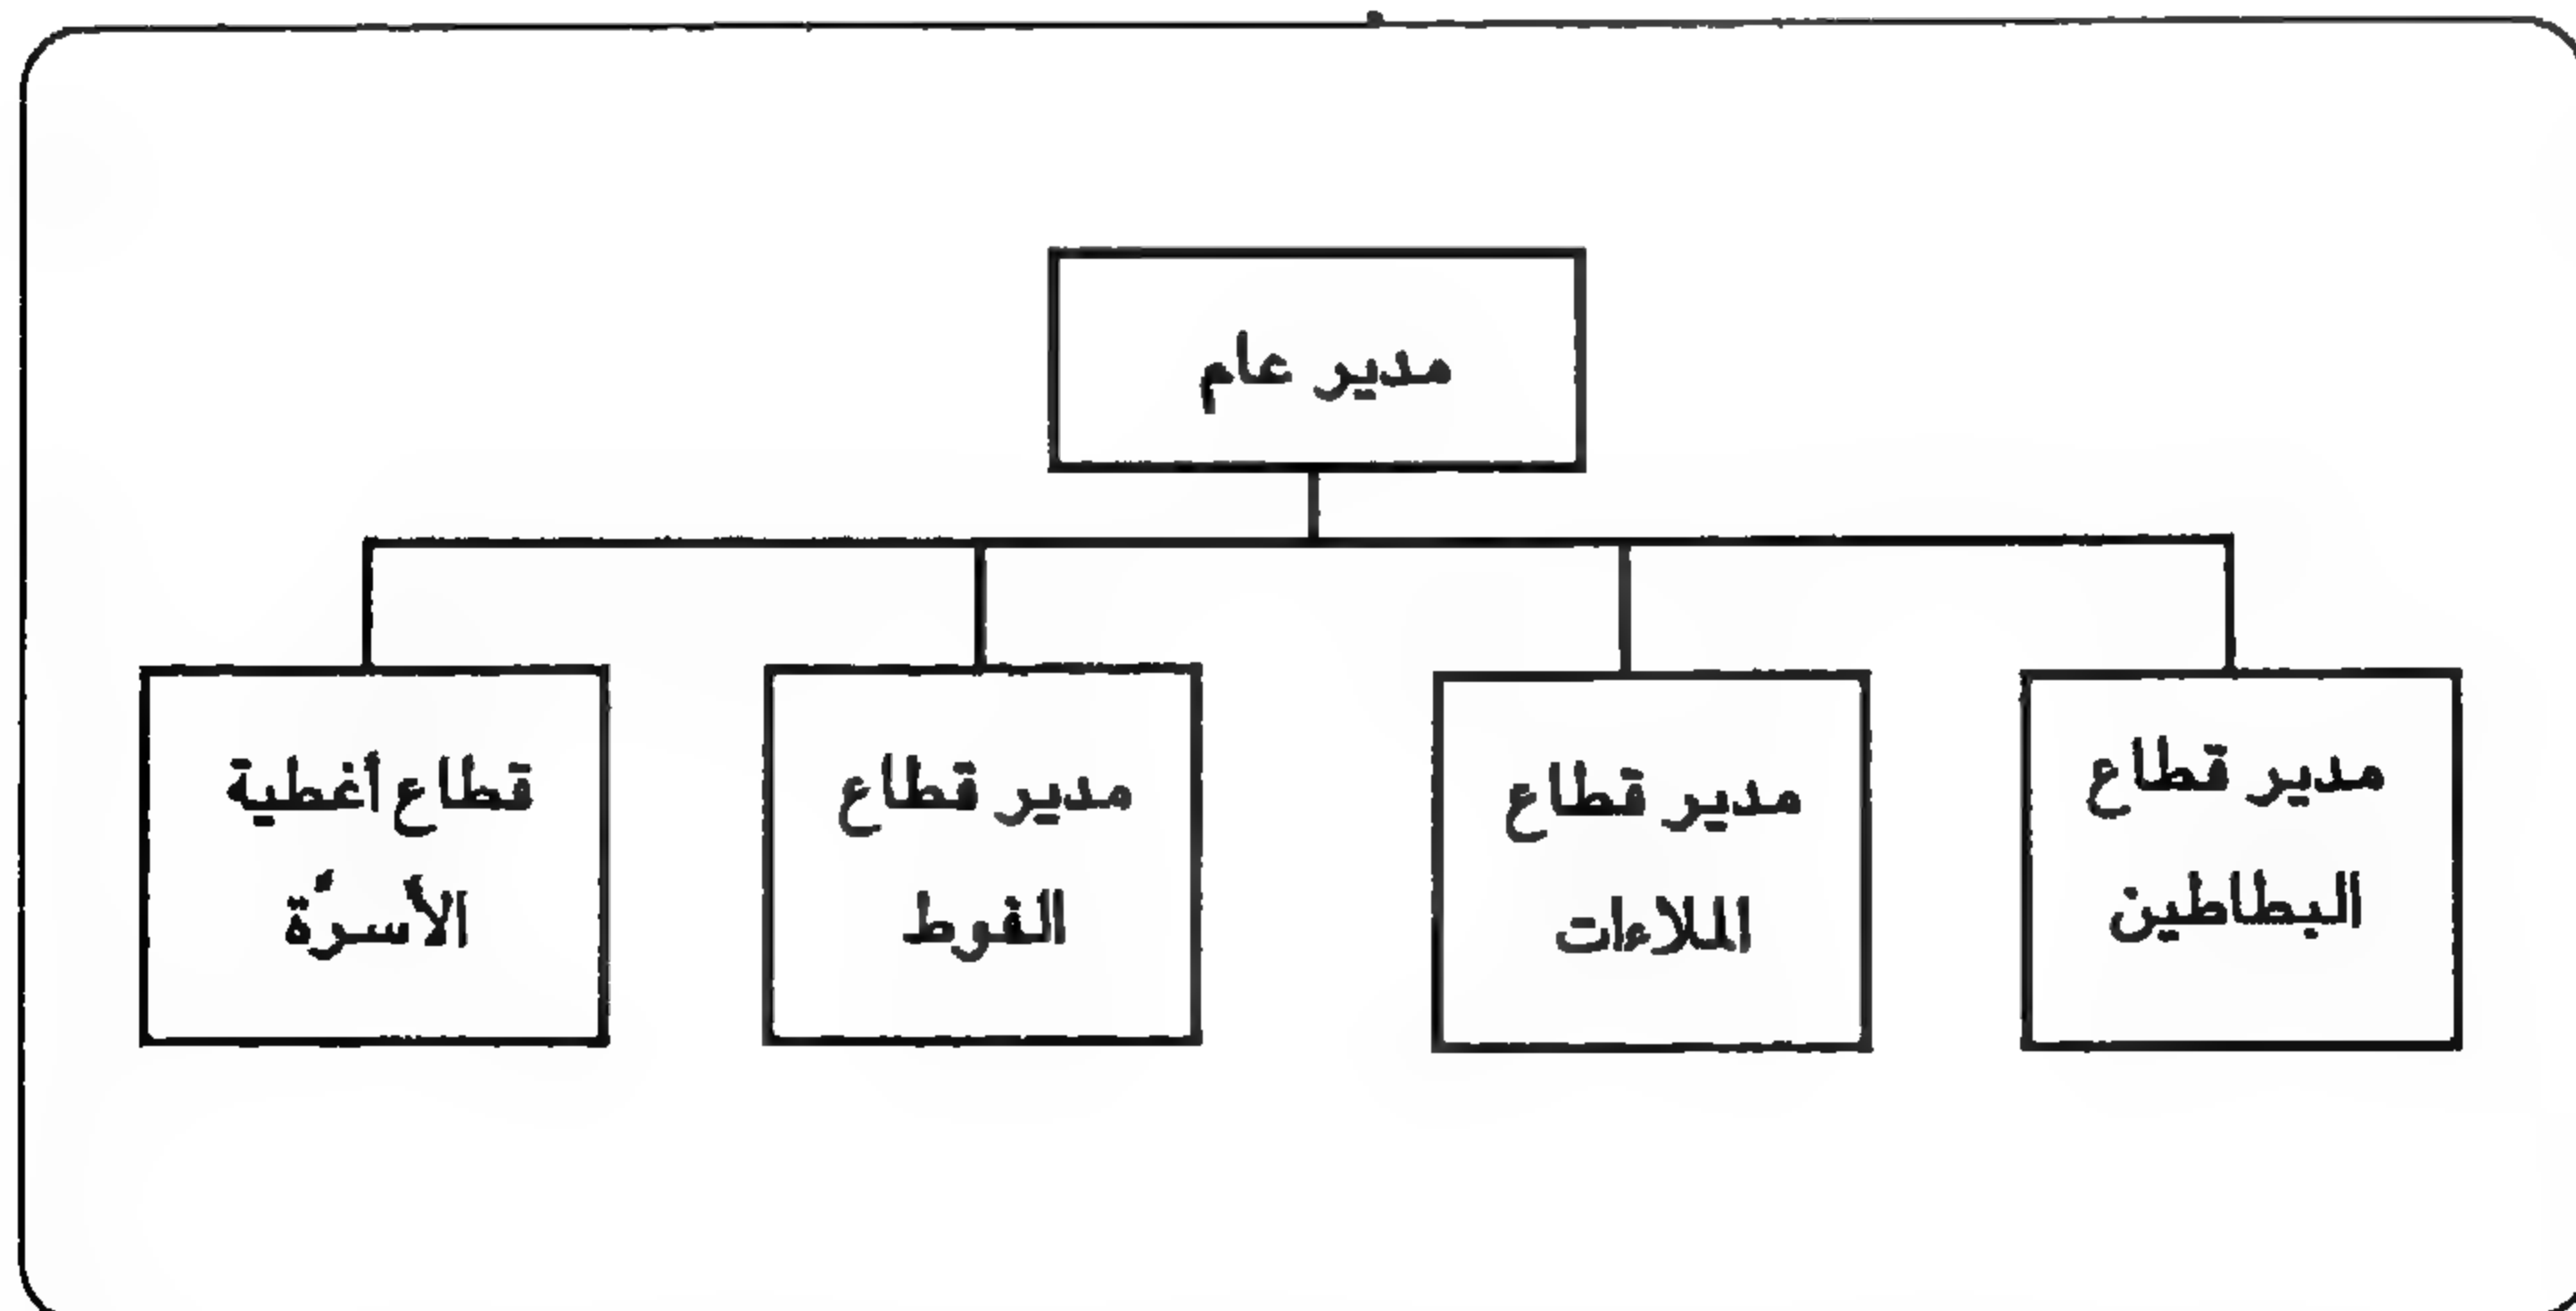 مدير عام
مدير قطاع
البطاطين
مدير قطاع
الملاءات
مدير قطاع
الفوط
قطاع أغطية
الأسرّة